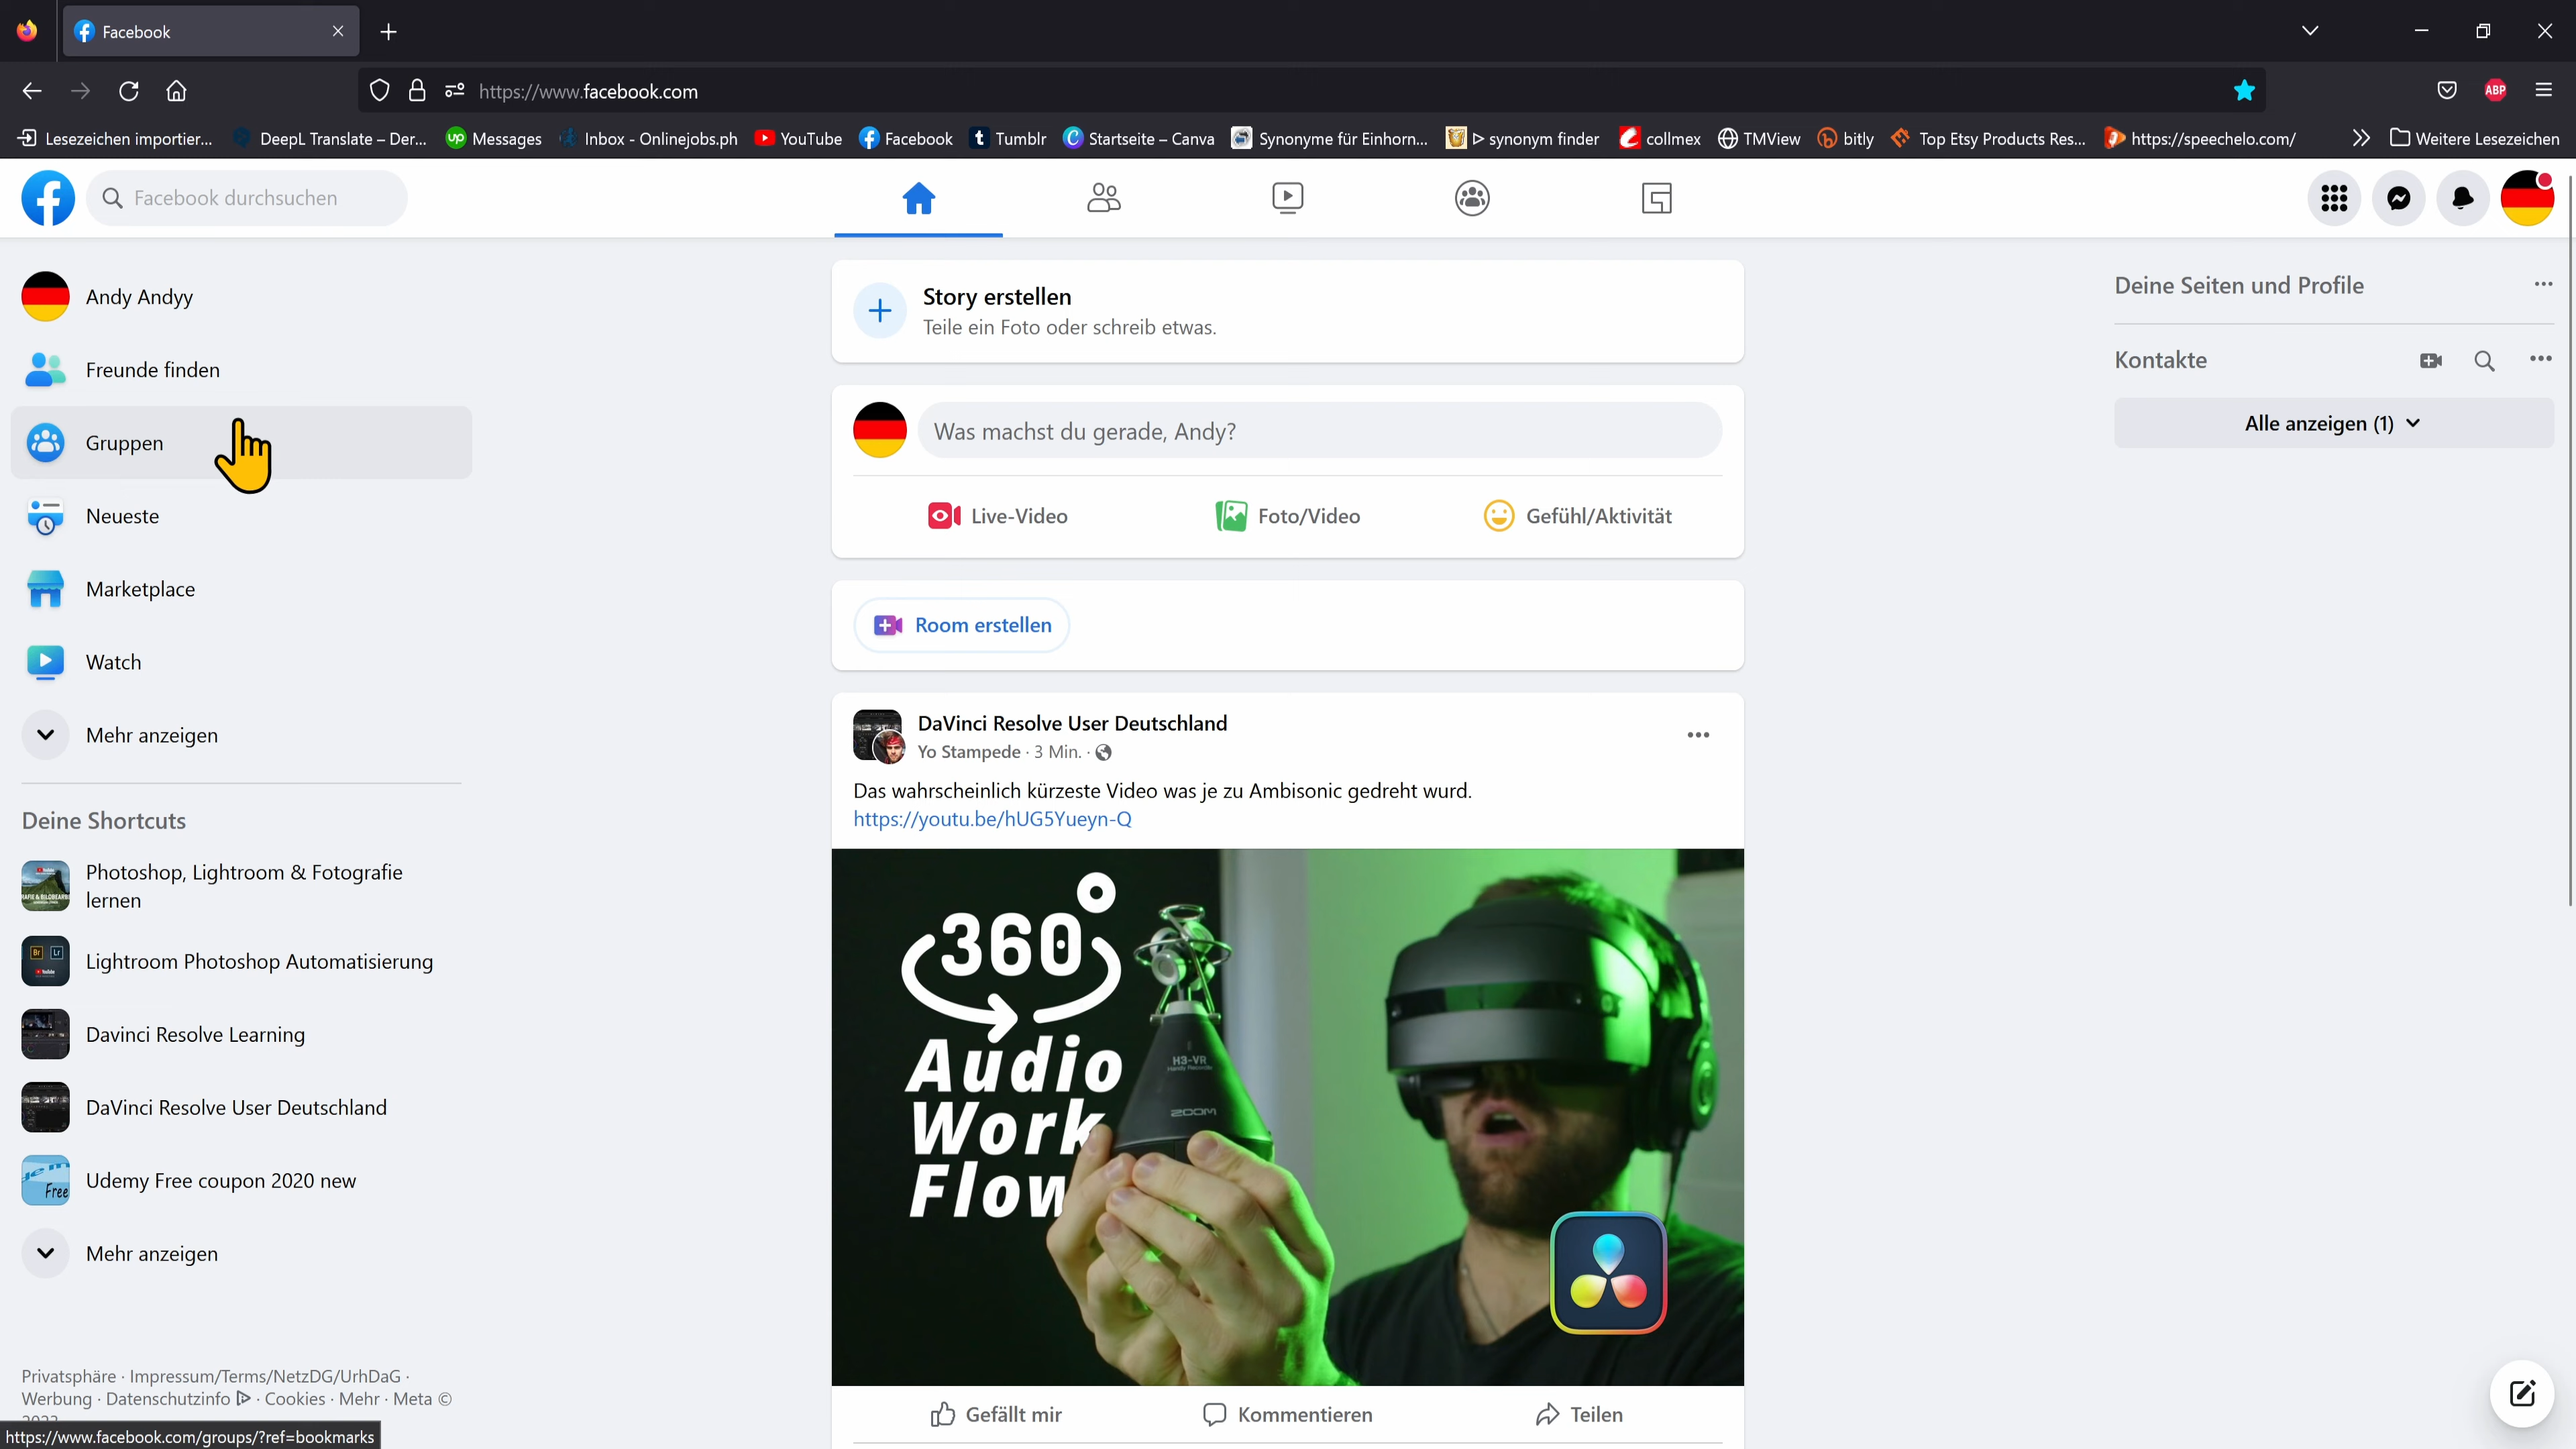 Facebook
https://www.facebook.com
Lesezeichen importier...
DeepL Translate – Der...
Messages
Inbox - Onlinejobs.ph
YouTube
Facebook
Tumblr
Startseite – Canva
Synonyme für Einhorn...
ᐅ synonym finder
collmex
TMView
bitly
Top Etsy Products Res...
https://speechelo.com/
Weitere Lesezeichen
ABP
Facebook durchsuchen
Andy Andyy
Freunde finden
Gruppen
Neueste
Marketplace
Watch
Mehr anzeigen
Deine Shortcuts
Photoshop, Lightroom & Fotografie
lernen
Lightroom Photoshop Automatisierung
Davinci Resolve Learning
DaVinci Resolve User Deutschland
Free
Udemy Free coupon 2020 new
Mehr anzeigen
Privatsphäre · Impressum/Terms/NetzDG/UrhDaG ·
Werbung · Datenschutzinfo · Cookies · Mehr · Meta ©
https://www.facebook.com/groups/?ref=bookmarks
Story erstellen
Teile ein Foto oder schreib etwas.
Was machst du gerade, Andy?
Live-Video
Foto/Video
Gefühl/Aktivität
Room erstellen
DaVinci Resolve User Deutschland
Yo Stampede · 3 Min. ·
Das wahrscheinlich kürzeste Video was je zu Ambisonic gedreht wurd.
https://youtu.be/hUG5Yueyn-Q
360°
Audio
Work
Flow
H3-VR
Handy Recorder
ZOOM
Gefällt mir
Kommentieren
Teilen
Deine Seiten und Profile
Kontakte
Alle anzeigen (1)